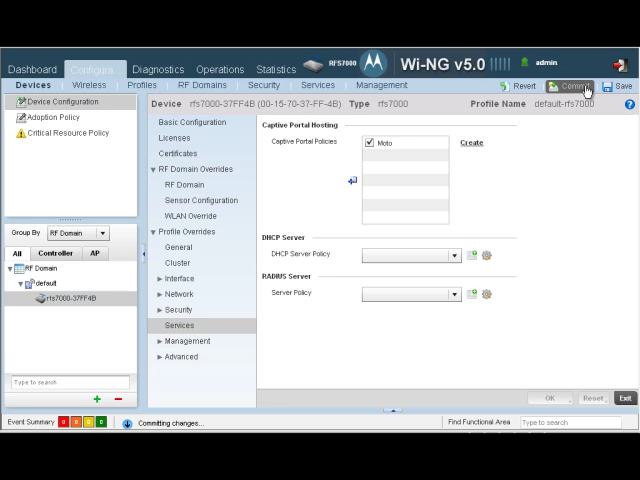 Dashboard Configura... Diagnostics Operations Statistics RFS7000 Wi-NG v5.0 admin
Devices Wireless Profiles RF Domains Security Services Management Revert Commit Save
Device Configuration
Adoption Policy
Critical Resource Policy
Device rfs7000-37FF4B (00-15-70-37-FF-4B) Type rfs7000 Profile Name default-rfs7000
Basic Configuration
Licenses
Certificates
RF Domain Overrides
RF Domain
Sensor Configuration
WLAN Override
Profile Overrides
General
Cluster
Interface
Network
Security
Services
Management
Advanced
Captive Portal Hosting
Captive Portal Policies Moto Create
DHCP Server
DHCP Server Policy
RADIUS Server
Server Policy
Group By RF Domain
All Controller AP
RF Domain
default
rfs7000-37FF4B
Type to search
OK Reset Exit
Event Summary 0 0 0 0 Committing changes... Find Functional Area Type to search